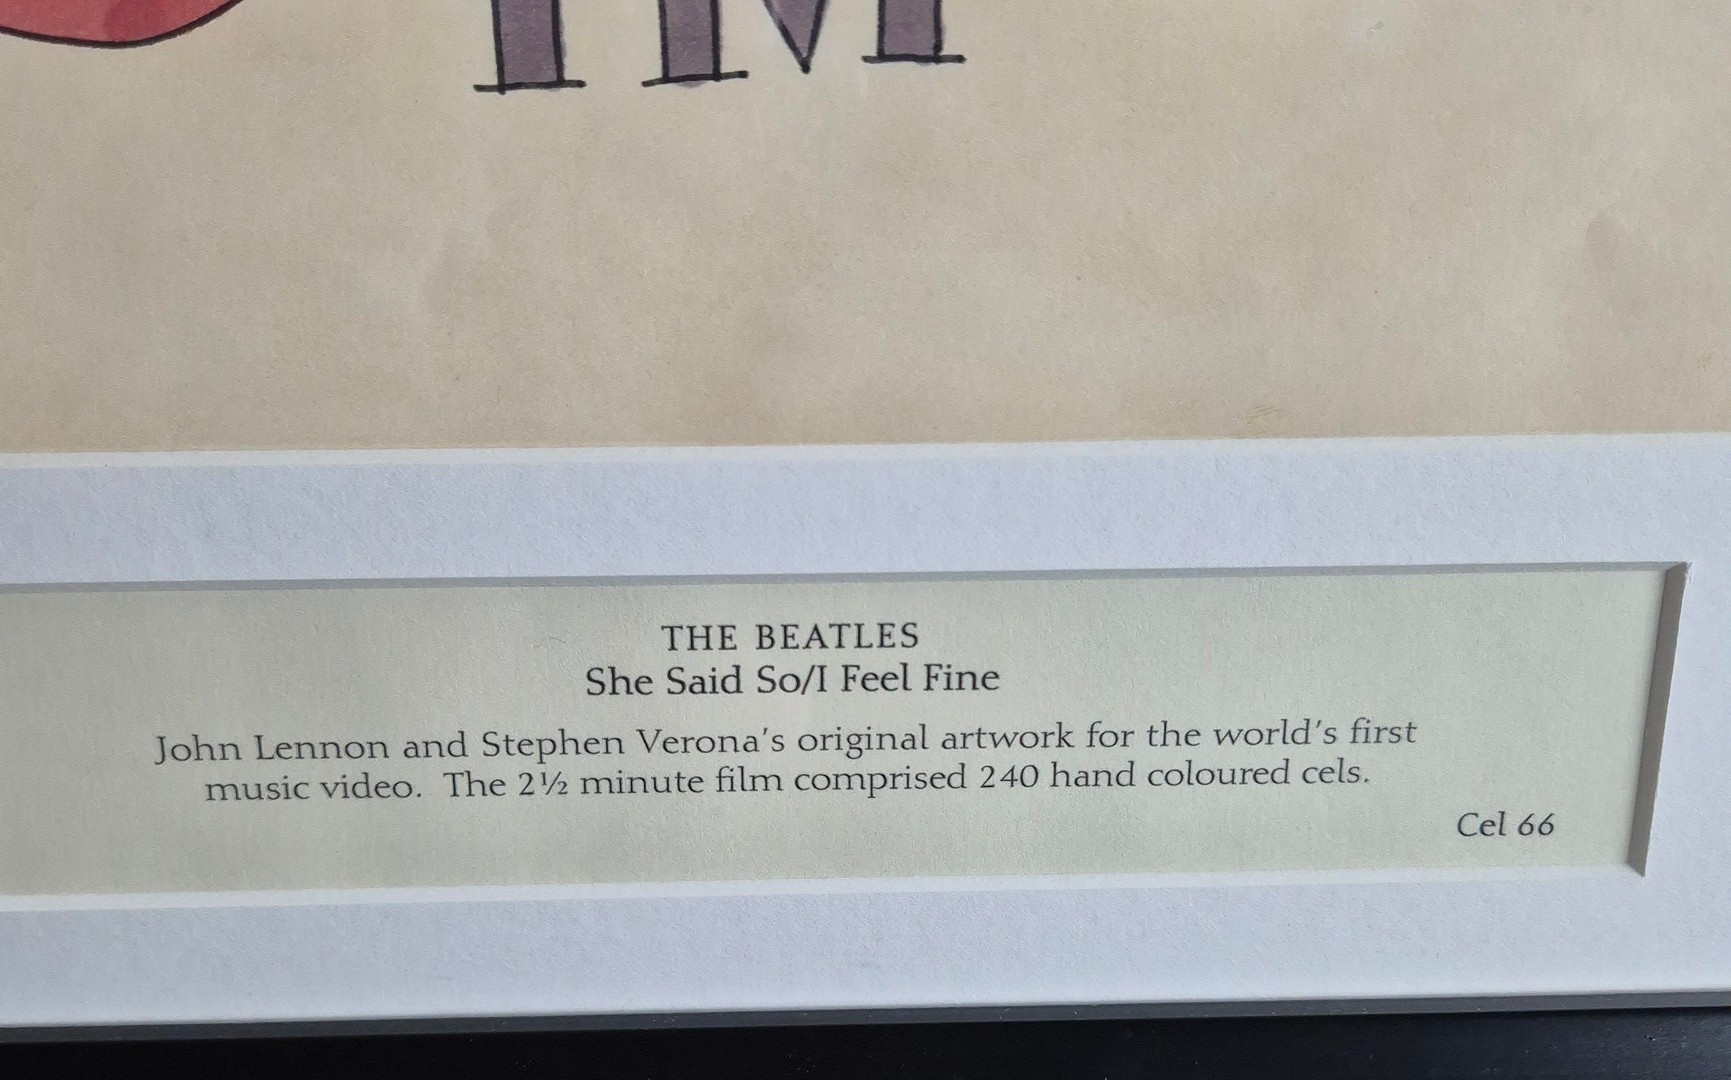 IM
THE BEATLES
She Said So/I Feel Fine
John Lennon and Stephen Verona's original artwork for the world's first
music video. The 2½ minute film comprised 240 hand coloured cels.
Cel 66